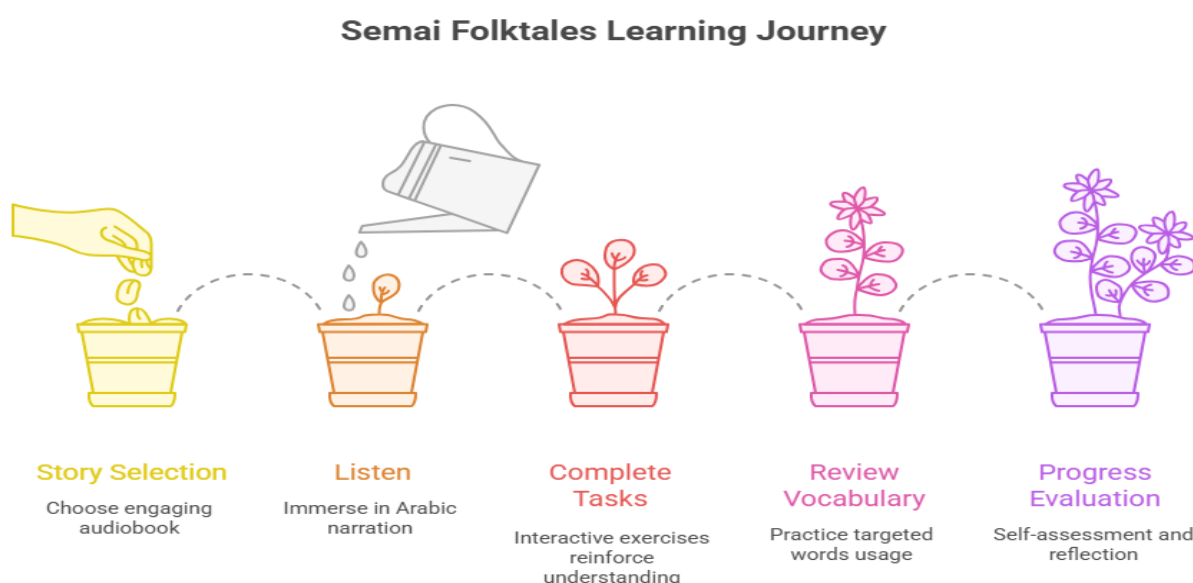 Semai Folktales Learning Journey
Story Selection
Choose engaging
audiobook
Listen
Immerse in Arabic
narration
Complete
Tasks
Interactive exercises
reinforce
understanding
Review
Vocabulary
Practice targeted
words usage
Progress
Evaluation
Self-assessment and
reflection